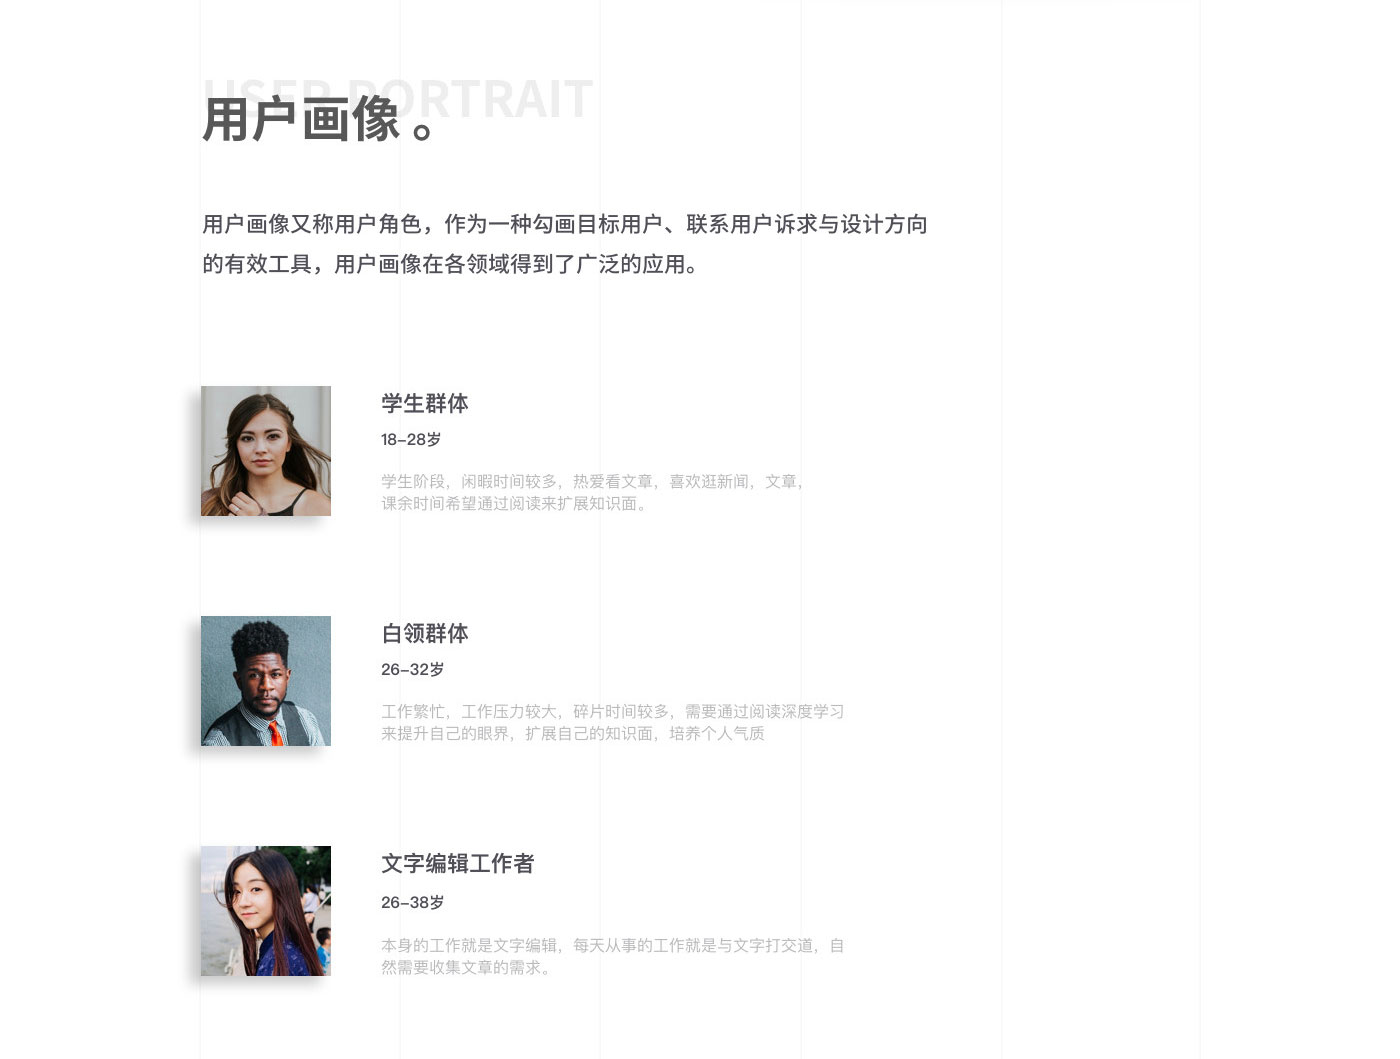 USER PORTRAIT
用户画像 。
用户画像又称用户角色，作为一种勾画目标用户、联系用户诉求与设计方向
的有效工具，用户画像在各领域得到了广泛的应用。
学生群体
18–28岁
学生阶段，闲暇时间较多，热爱看文章，喜欢逛新闻，文章，
课余时间希望通过阅读来扩展知识面。
白领群体
26–32岁
工作繁忙，工作压力较大，碎片时间较多，需要通过阅读深度学习
来提升自己的眼界，扩展自己的知识面，培养个人气质
文字编辑工作者
26–38岁
本身的工作就是文字编辑，每天从事的工作就是与文字打交道，自
然需要收集文章的需求。